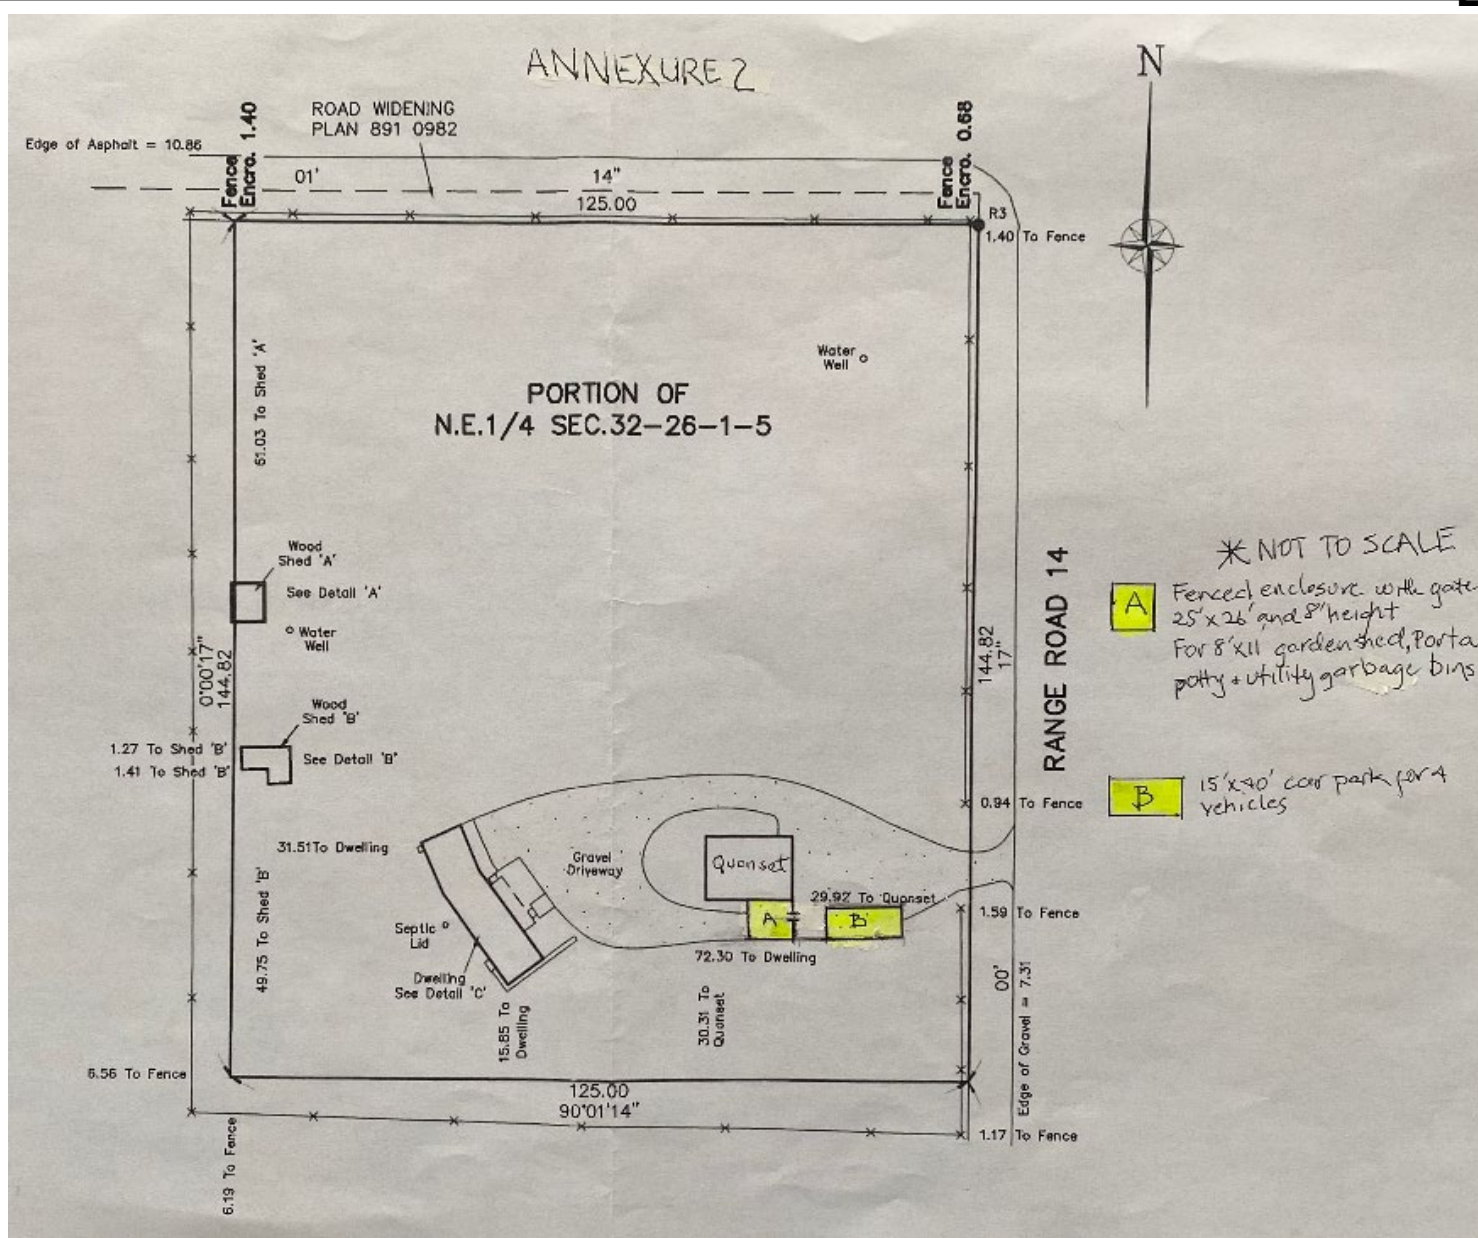 ANNEXURE 2
N
ROAD WIDENING
PLAN 891 0982
Edge of Asphalt = 10.86
Fence
Encro. 1.40
Fence
Encro. 0.68
01'
14"
125.00
R3
1.40 To Fence
Water
Well
61.03 To Shed 'A'
PORTION OF
N.E.1/4 SEC.32-26-1-5
Wood
Shed 'A'
See Detail 'A'
Water
Well
0°00'17"
144.82
144.82
17"
RANGE ROAD 14
* NOT TO SCALE
A
Fenced enclosure with gate
25'x26' and 8" height
For 8'x11 garden shed, Porta
potty + utility garbage bins
Wood
Shed 'B'
1.27 To Shed 'B'
1.41 To Shed 'B'
See Detail 'B'
B
15'x40' car park for 4
vehicles
0.94 To Fence
31.51To Dwelling
Gravel
Driveway
Quonset
29.92 To Quonset
A
B
1.59 To Fence
49.75 To Shed 'B'
Septic
Lid
72.30 To Dwelling
Dwelling
See Detail 'C'
15.85 To
Dwelling
30.31 To
Quonset
00'
Edge of Gravel = 7.31
6.56 To Fence
125.00
90°01'14"
1.17 To Fence
6.19 To Fence